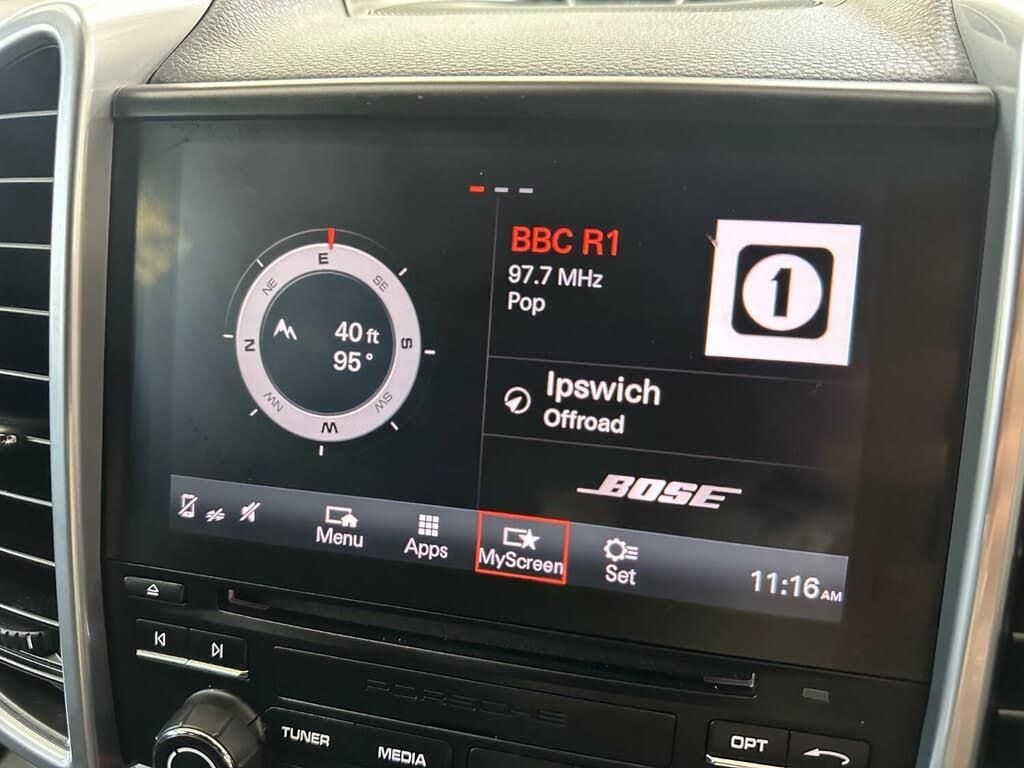 E
NE
SE
N
S
NW
SW
W
40 ft
95°
BBC R1
97.7 MHz
Pop
1
Ipswich
Offroad
BOSE
Menu
Apps
MyScreen
Set
11:16 AM
PORSCHE
TUNER
MEDIA
OPT